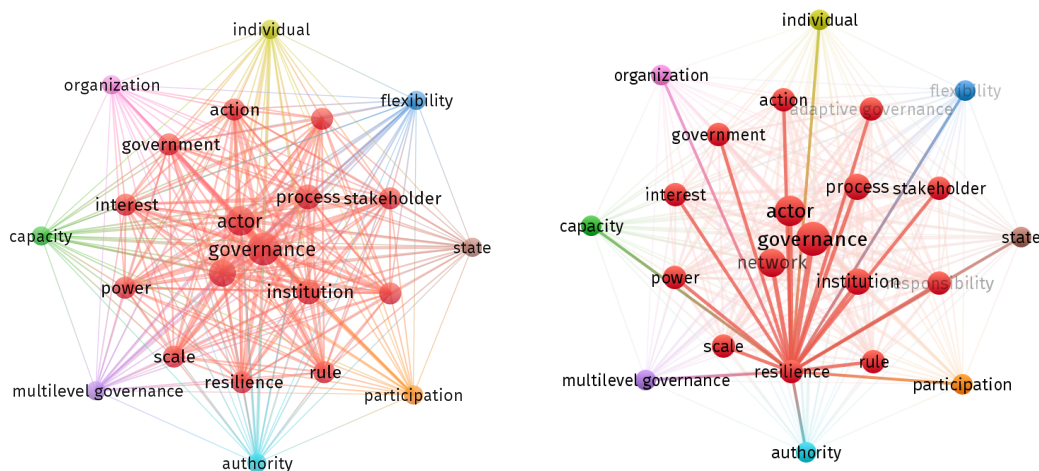 individual
organization
flexibility
action
government
process
stakeholder
interest
actor
capacity
governance
state
power
institution
scale
resilience
rule
multilevel governance
participation
authority
individual
organization
flexibility
action
adaptive governance
government
process
stakeholder
interest
actor
capacity
governance
state
network
power
institution
responsibility
scale
rule
resilience
multilevel governance
participation
authority